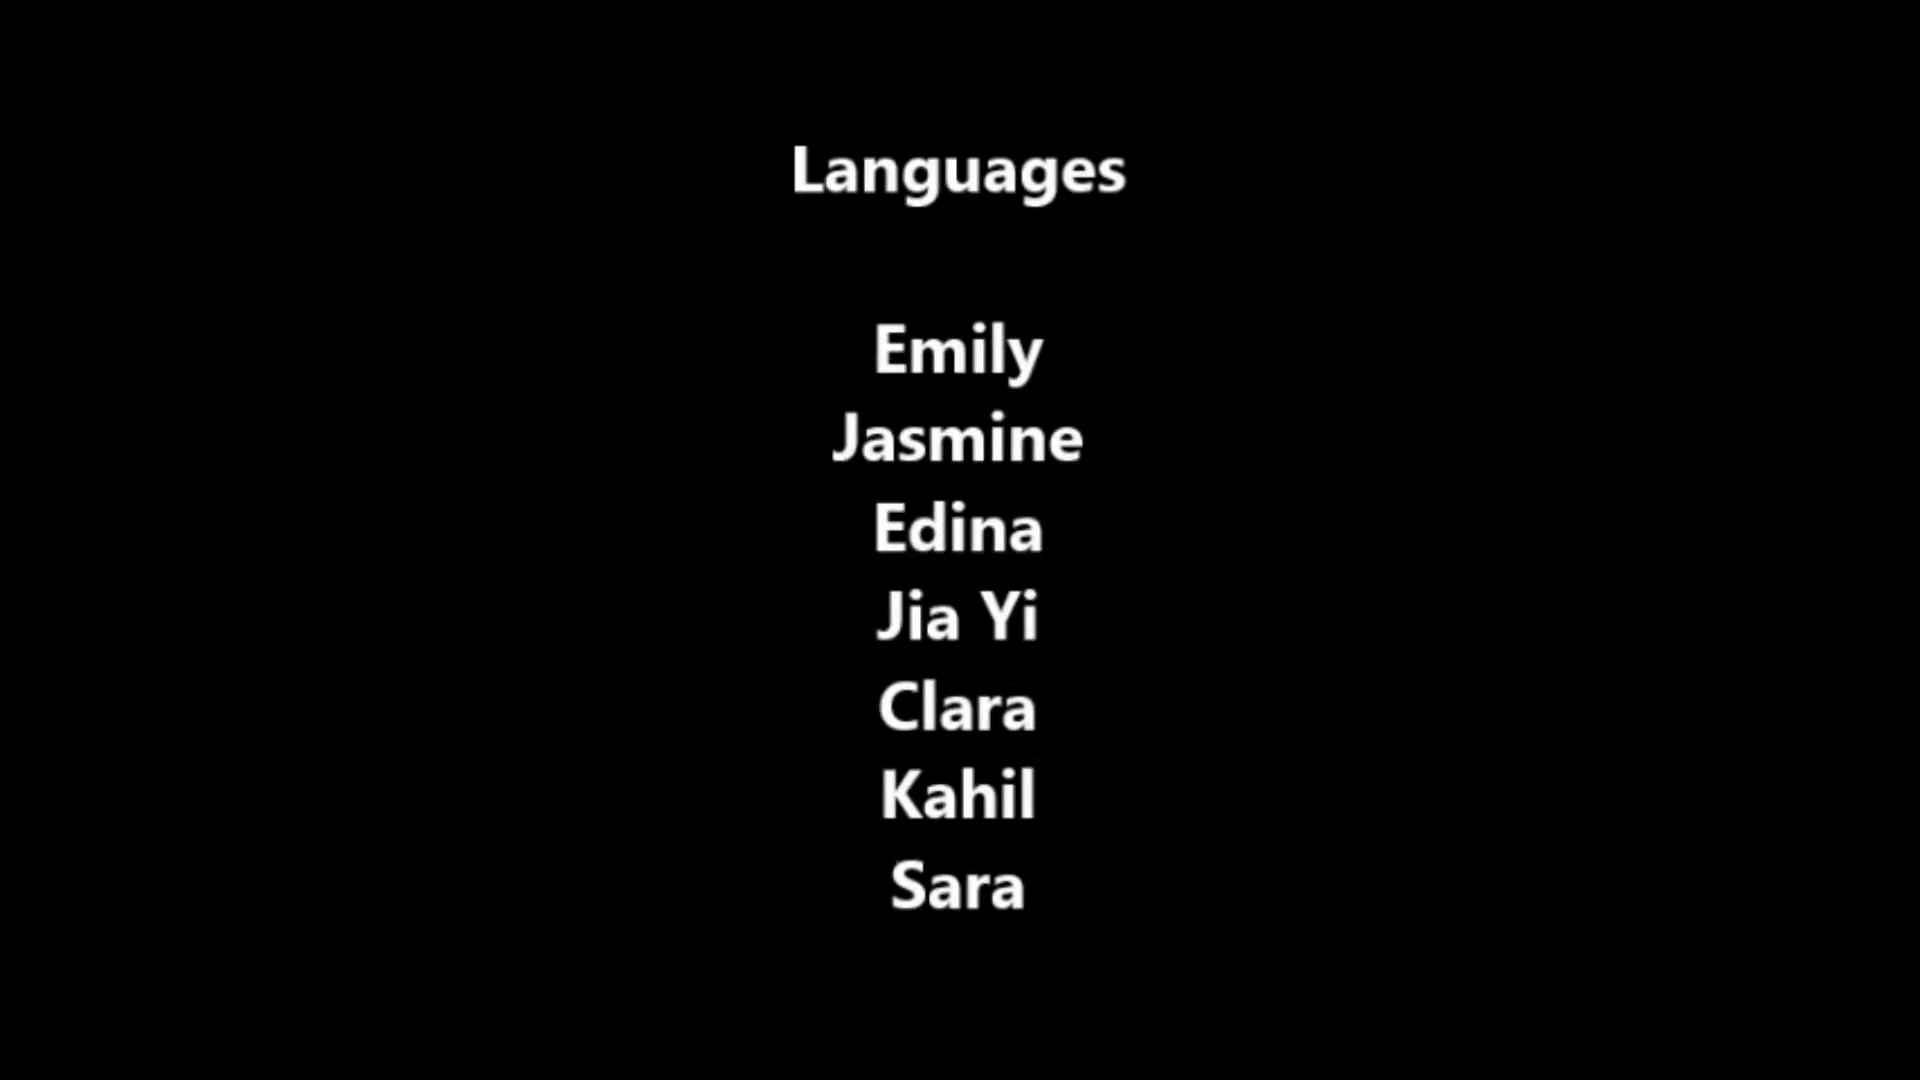 Languages
Emily
Jasmine
Edina
Jia Yi
Clara
Kahil
Sara